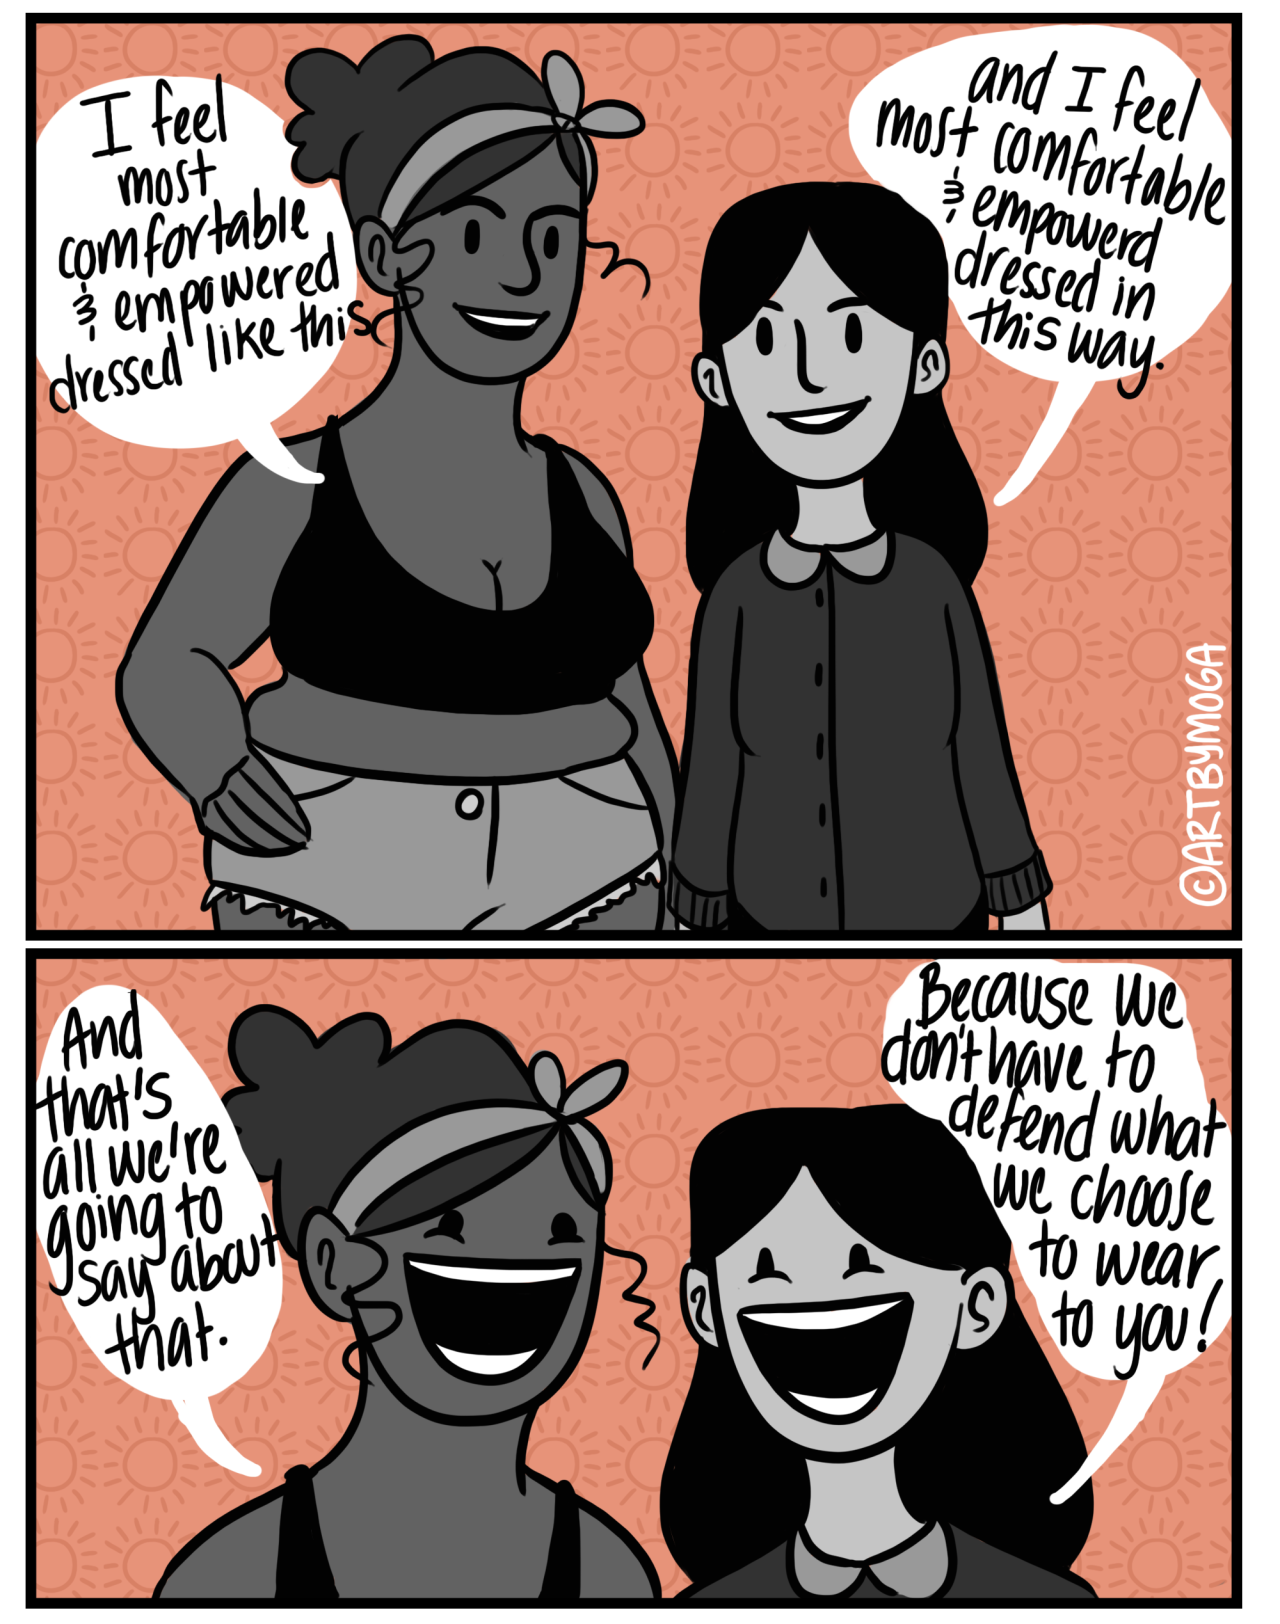 I feel
most
comfortable
& empowered
dressed like this
and I feel
most comfortable
& empowerd
dressed in
this way.
©ARTBYMOGA
And
that's
all we're
going to
say about
that.
Because we
don't have to
defend what
we choose
to wear
to you!